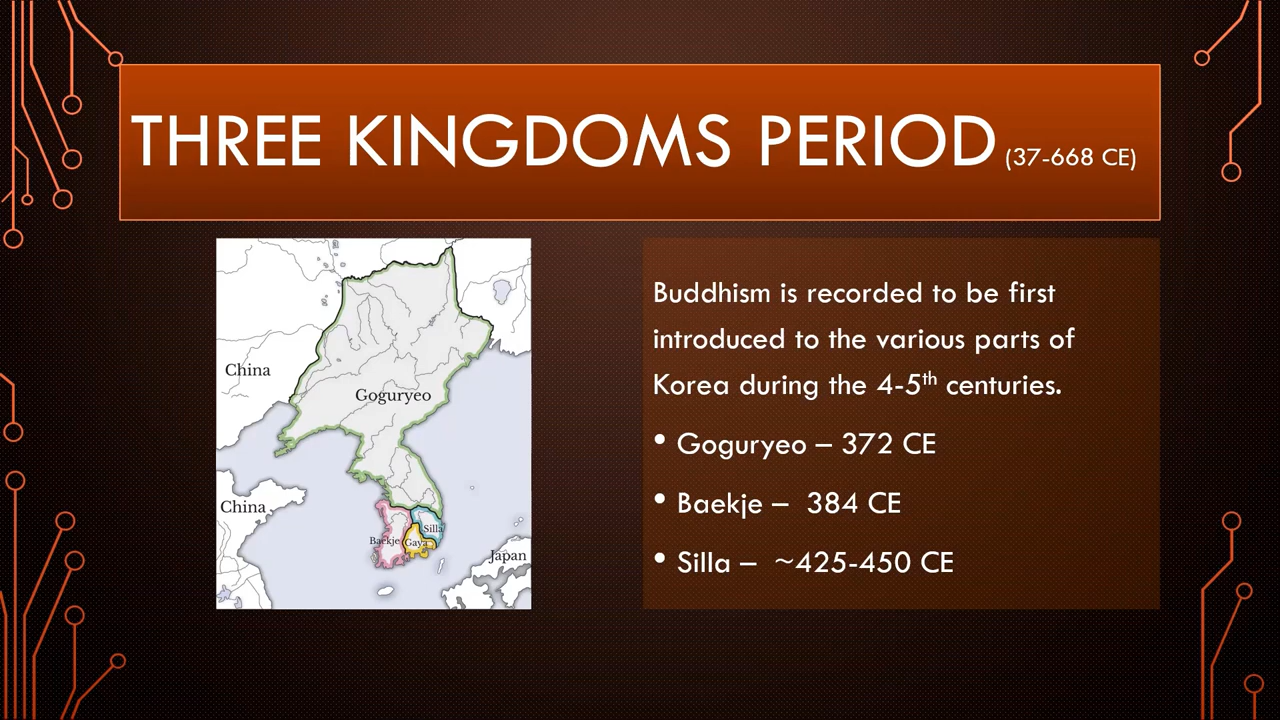 THREE KINGDOMS PERIOD (37-668 CE)
China
Goguryeo
China
Silla
Baekje
Gaya
Japan
Buddhism is recorded to be first
introduced to the various parts of
Korea during the 4-5th centuries.
• Goguryeo – 372 CE
• Baekje – 384 CE
• Silla – ~425-450 CE